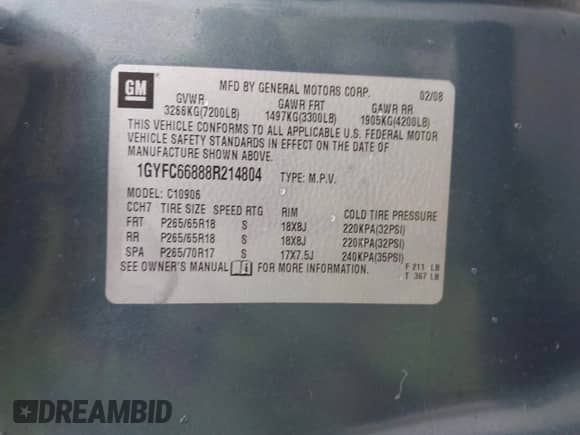 GM
MFD BY GENERAL MOTORS CORP. 02/08
GVWR GAWR FRT GAWR RR
3266KG(7200LB) 1497KG(3300LB) 1905KG(4200LB)
THIS VEHICLE CONFORMS TO ALL APPLICABLE U.S. FEDERAL MOTOR
VEHICLE SAFETY STANDARDS IN EFFECT ON THE DATE OF
MANUFACTURE SHOWN ABOVE.
1GYFC66888R214804 TYPE: M.P.V.
MODEL: C10906
CCH7 TIRE SIZE SPEED RTG RIM COLD TIRE PRESSURE
FRT P265/65R18 S 18X8J 220KPA(32PSI)
RR P265/65R18 S 18X8J 220KPA(32PSI)
SPA P265/70R17 S 17X7.5J 240KPA(35PSI)
SEE OWNER'S MANUAL i FOR MORE INFORMATION. F 211 LB
T 367 LB
DREAMBID